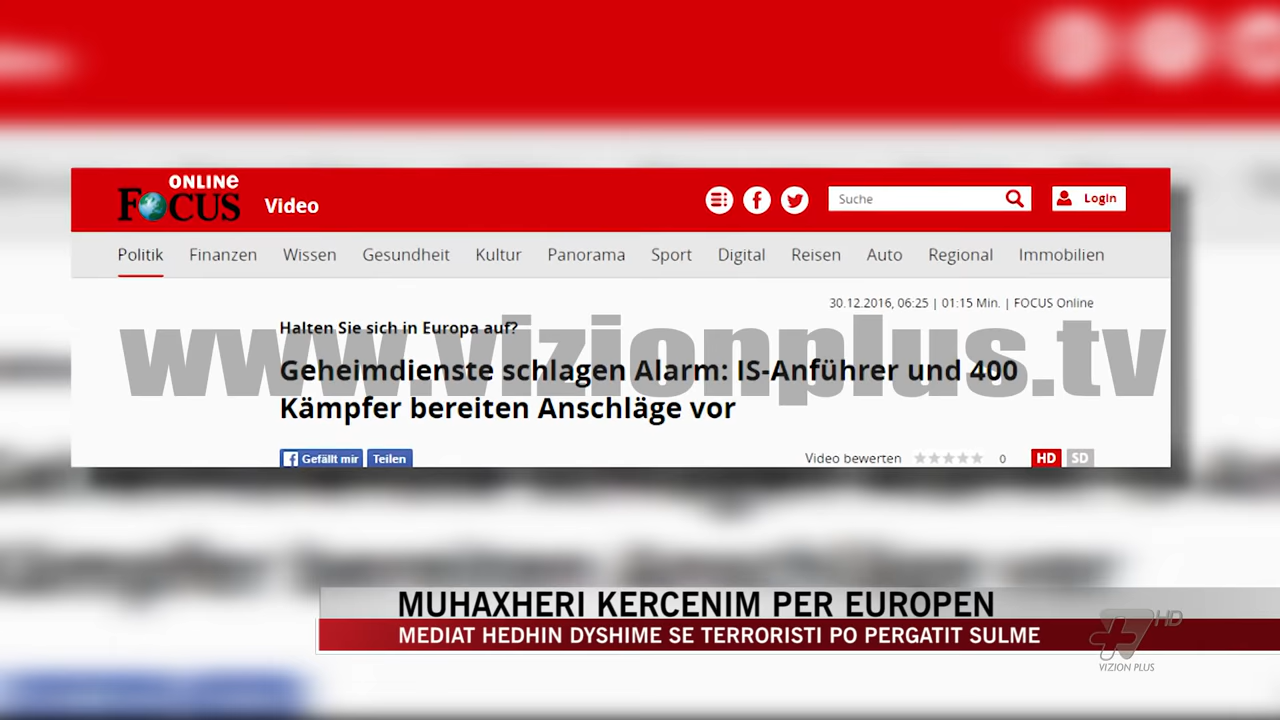 ONLINE
FOCUS
Video
Suche
Login
Politik Finanzen Wissen Gesundheit Kultur Panorama Sport Digital Reisen Auto Regional Immobilien
30.12.2016, 06:25 | 01:15 Min. | FOCUS Online
Halten Sie sich in Europa auf?
www.vizionplus.tv
Geheimdienste schlagen Alarm: IS-Anführer und 400
Kämpfer bereiten Anschläge vor
Gefällt mir Teilen
Video bewerten 0 HD SD
MUHAXHERI KERCENIM PER EUROPEN
MEDIAT HEDHIN DYSHIME SE TERRORISTI PO PERGATIT SULME
HD
VIZION PLUS